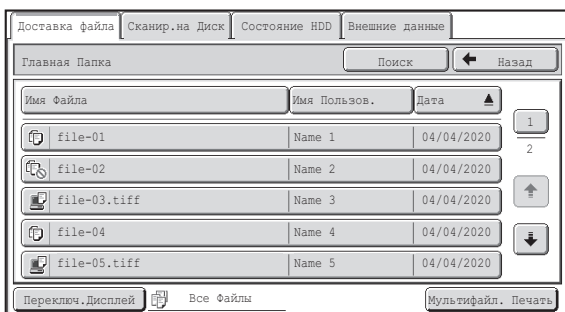 Доставка файла Сканир.на Диск Состояние HDD Внешние данные
Главная Папка Поиск Назад
Имя Файла Имя Пользов. Дата
file-01 Name 1 04/04/2020
file-02 Name 2 04/04/2020
file-03.tiff Name 3 04/04/2020
file-04 Name 4 04/04/2020
file-05.tiff Name 5 04/04/2020
1
2
Переключ.Дисплей Все Файлы Мультифайл. Печать